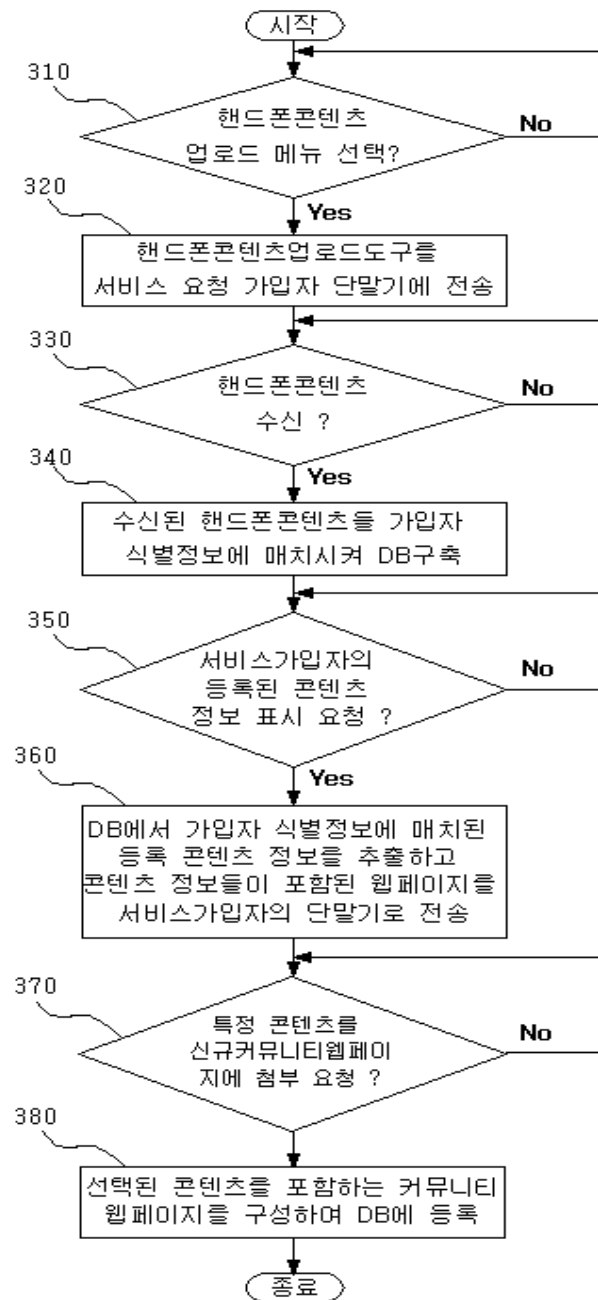 시작
310
핸드폰콘텐츠
업로드 메뉴 선택?
No
Yes
320
핸드폰콘텐츠업로드도구를
서비스 요청 가입자 단말기에 전송
330
핸드폰콘텐츠
수신 ?
No
Yes
340
수신된 핸드폰콘텐츠를 가입자
식별정보에 매치시켜 DB구축
350
서비스가입자의
등록된 콘텐츠
정보 표시 요청 ?
No
Yes
360
DB에서 가입자 식별정보에 매치된
등록 콘텐츠 정보를 추출하고
콘텐츠 정보들이 포함된 웹페이지를
서비스가입자의 단말기로 전송
370
특정 콘텐츠를
신규커뮤니티웹페이
지에 첨부 요청 ?
No
380
선택된 콘텐츠를 포함하는 커뮤니티
웹페이지를 구성하여 DB에 등록
종료